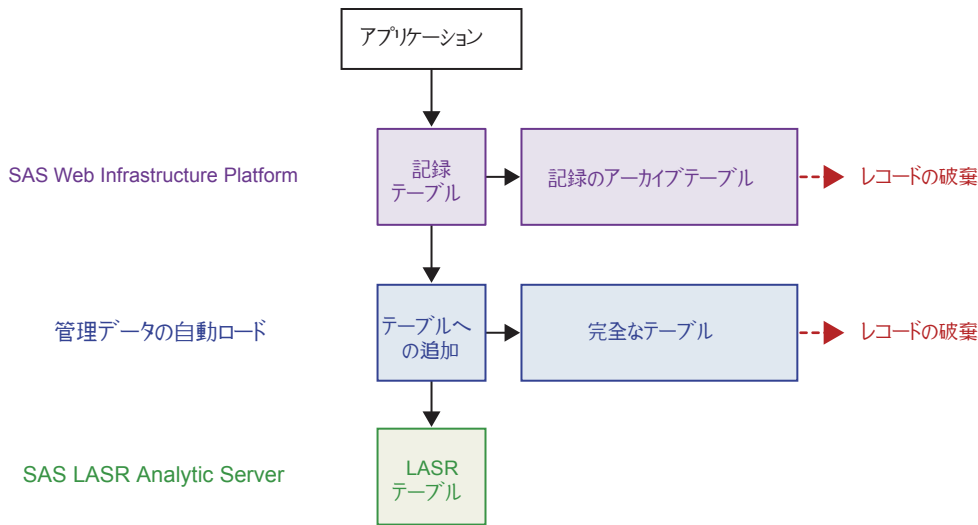 アプリケーション
SAS Web Infrastructure Platform
記録
テーブル
記録のアーカイブテーブル
レコードの破棄
管理データの自動ロード
テーブルへ
の追加
完全なテーブル
レコードの破棄
SAS LASR Analytic Server
LASR
テーブル